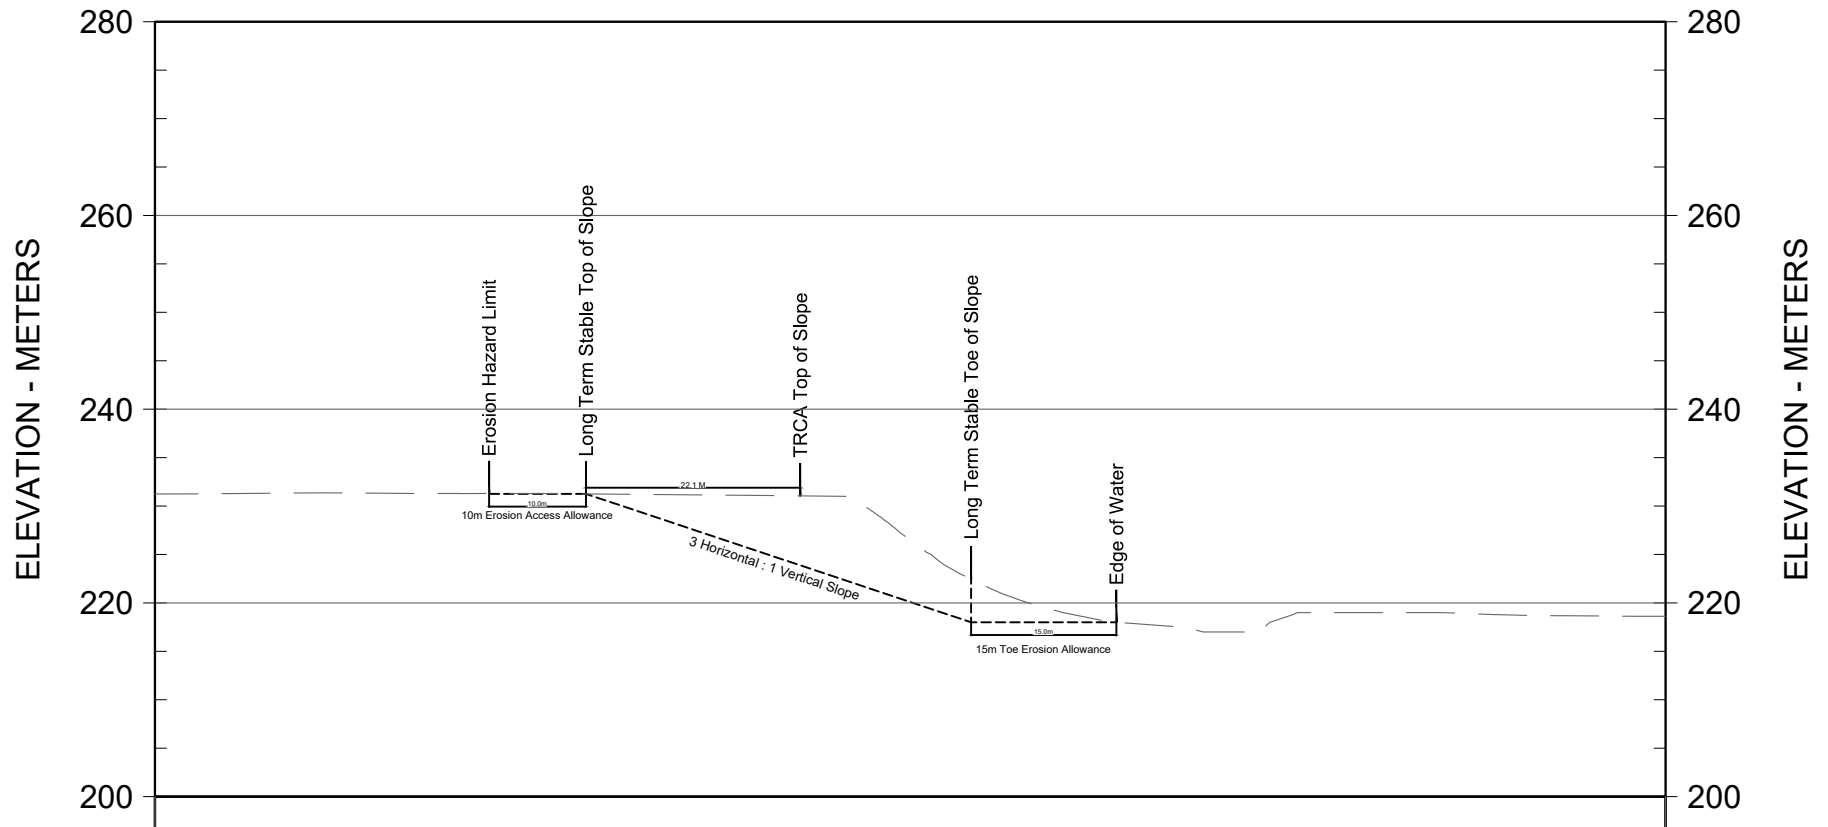 280
280
260
260
240
240
220
220
200
200
ELEVATION - METERS
ELEVATION - METERS
Erosion Hazard Limit
Long Term Stable Top of Slope
TRCA Top of Slope
Long Term Stable Toe of Slope
Edge of Water
22.1 M
10.0m
10m Erosion Access Allowance
3 Horizontal : 1 Vertical Slope
15.0m
15m Toe Erosion Allowance